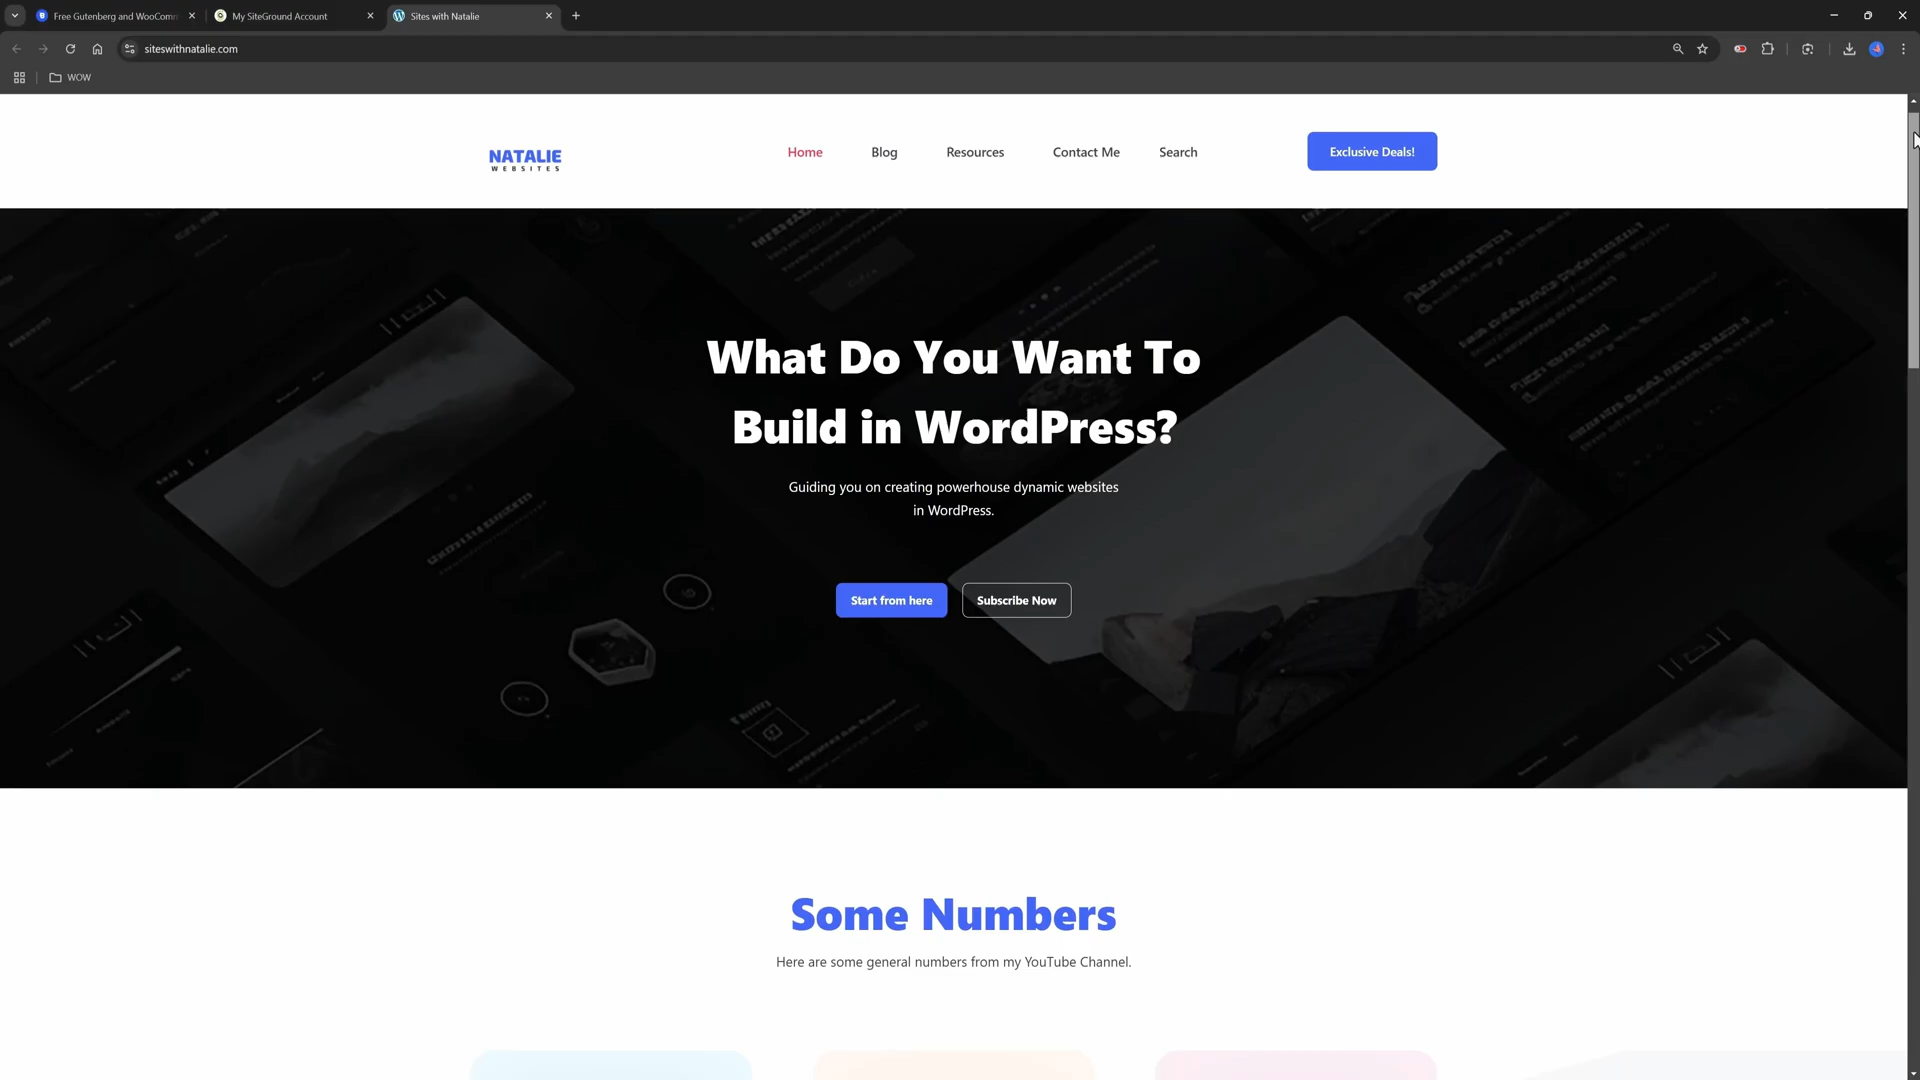 Free Gutenberg and WooComm
My SiteGround Account
Sites with Natalie
siteswithnatalie.com
WOW
NATALIE
WEBSITES
Home
Blog
Resources
Contact Me
Search
Exclusive Deals!
What Do You Want To
Build in WordPress?
Guiding you on creating powerhouse dynamic websites
in WordPress.
Start from here
Subscribe Now
Some Numbers
Here are some general numbers from my YouTube Channel.